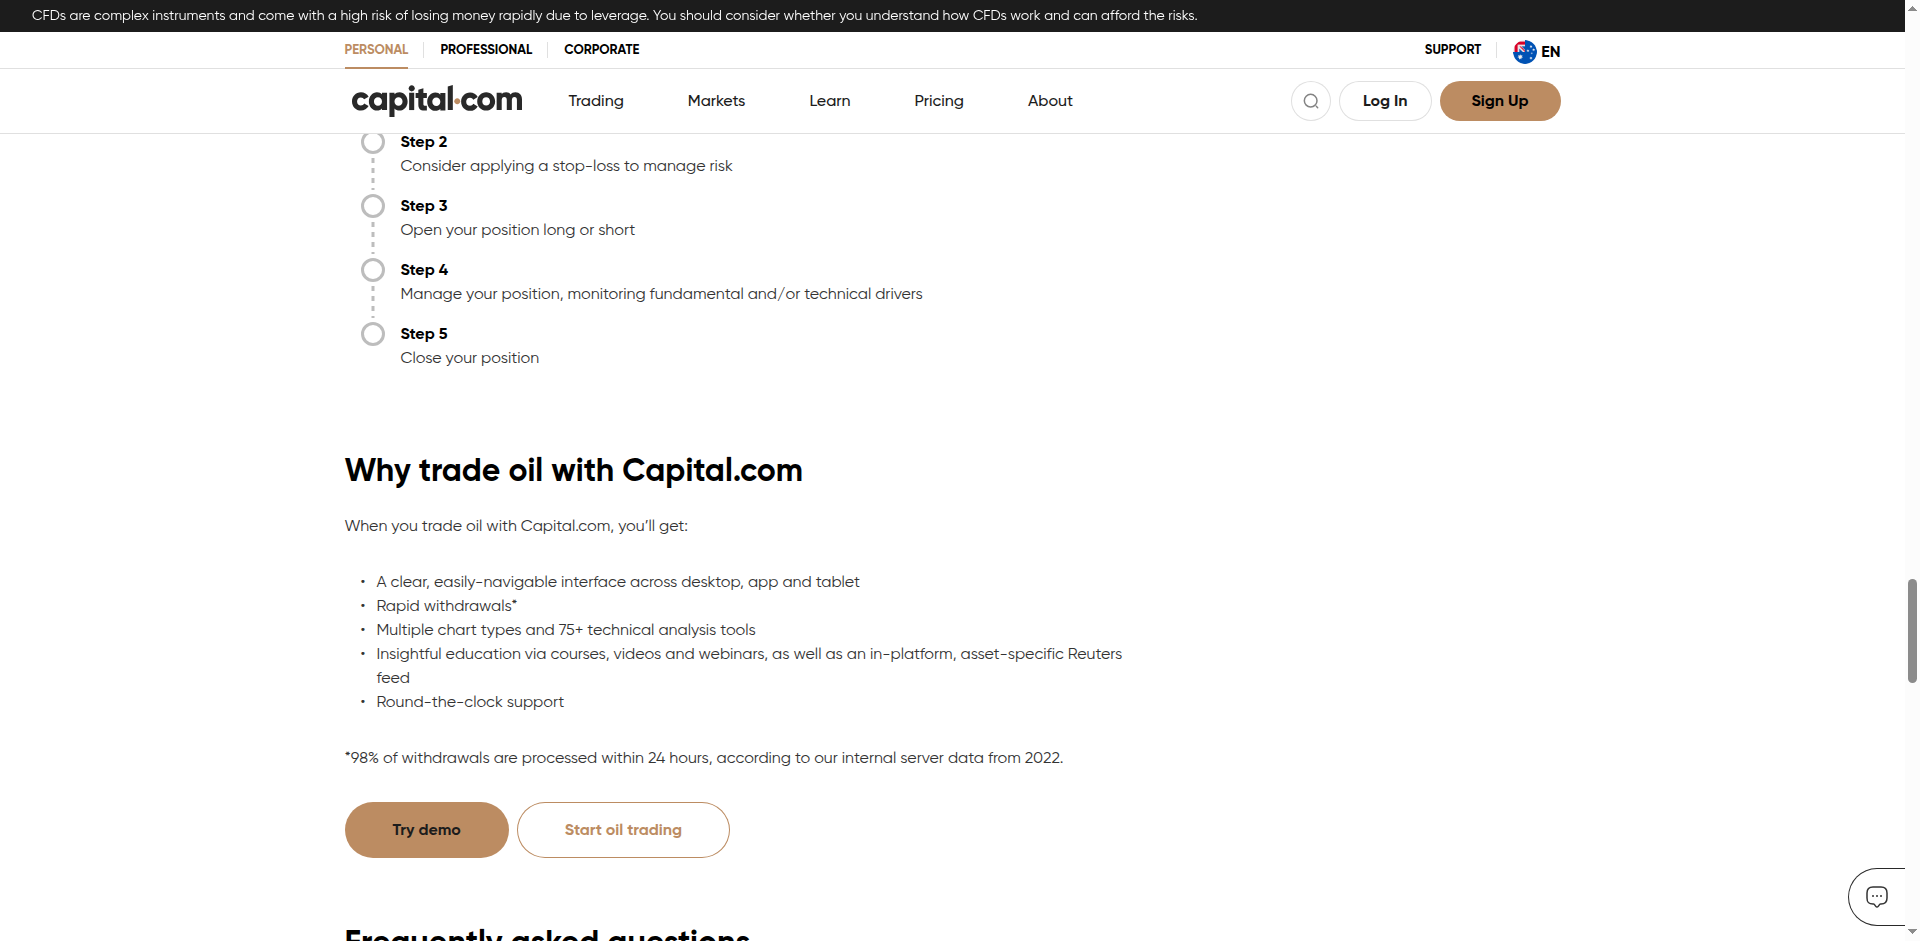 CFDs are complex instruments and come with a high risk of losing money rapidly due to leverage. You should consider whether you understand how CFDs work and can afford the risks.
PERSONAL PROFESSIONAL CORPORATE SUPPORT EN
capital.com Trading Markets Learn Pricing About Log In Sign Up
Step 2
Consider applying a stop-loss to manage risk
Step 3
Open your position long or short
Step 4
Manage your position, monitoring fundamental and/or technical drivers
Step 5
Close your position
Why trade oil with Capital.com
When you trade oil with Capital.com, you’ll get:
• A clear, easily-navigable interface across desktop, app and tablet
• Rapid withdrawals*
• Multiple chart types and 75+ technical analysis tools
• Insightful education via courses, videos and webinars, as well as an in-platform, asset-specific Reuters
feed
• Round-the-clock support
*98% of withdrawals are processed within 24 hours, according to our internal server data from 2022.
Try demo Start oil trading
Frequently asked questions